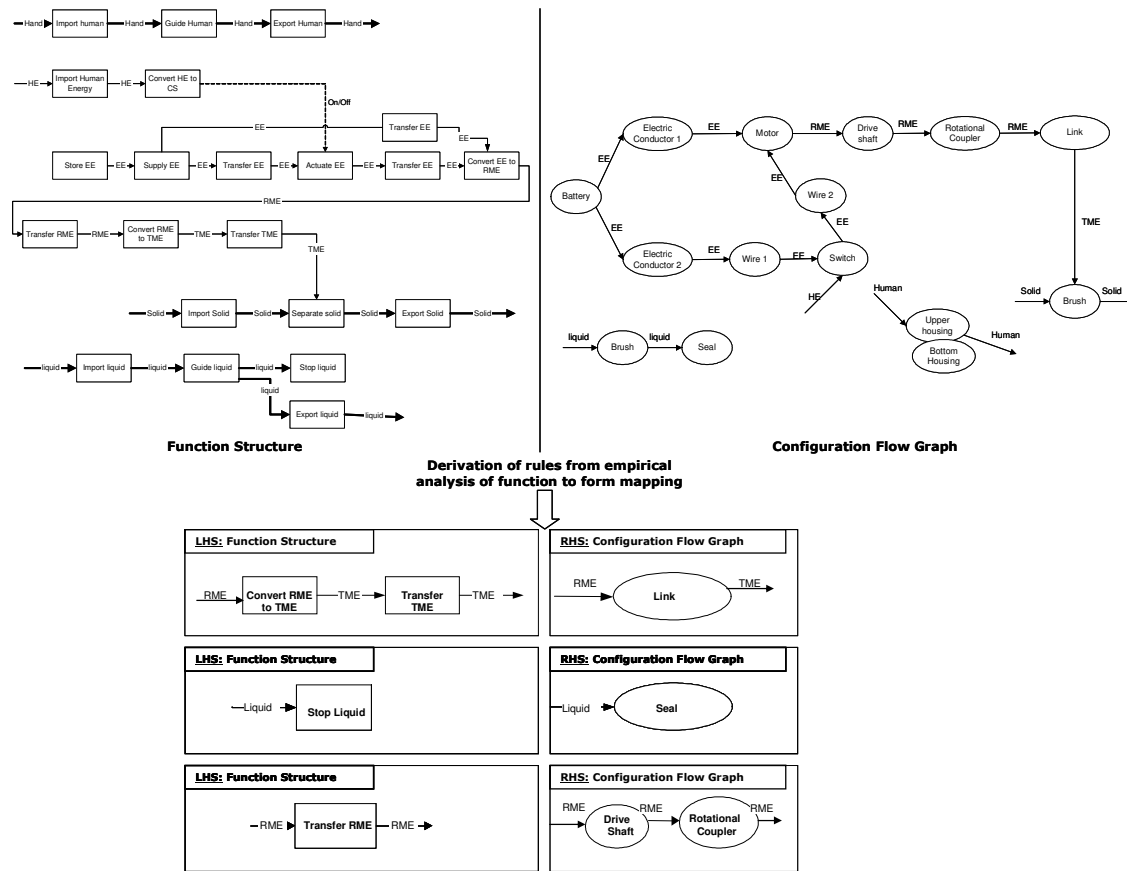 Hand Import human Hand Guide Human Hand Export Human Hand
HE Import Human Energy HE Convert HE to CS
On/Off
EE Transfer EE EE
Store EE EE Supply EE EE Transfer EE EE Actuate EE EE Transfer EE EE Convert EE to RME
RME
Transfer RME RME Convert RME to TME TME Transfer TME
TME
Solid Import Solid Solid Separate solid Solid Export Solid Solid
liquid Import liquid liquid Guide liquid liquid Stop liquid
liquid
Export liquid liquid
Function Structure
Electric Conductor 1 EE Motor RME Drive shaft RME Rotational Coupler RME Link
EE
EE
Battery
Wire 2
EE
EE
TME
Electric Conductor 2 EE Wire 1 EE Switch
HE
Human
Solid Brush Solid
Upper housing
Human
Bottom Housing
liquid Brush liquid Seal
Configuration Flow Graph
Derivation of rules from empirical
analysis of function to form mapping
LHS: Function Structure
RME Convert RME to TME TME Transfer TME TME
RHS: Configuration Flow Graph
RME Link TME
LHS: Function Structure
Liquid Stop Liquid
RHS: Configuration Flow Graph
Liquid Seal
LHS: Function Structure
RME Transfer RME RME
RHS: Configuration Flow Graph
RME Drive Shaft RME Rotational Coupler RME